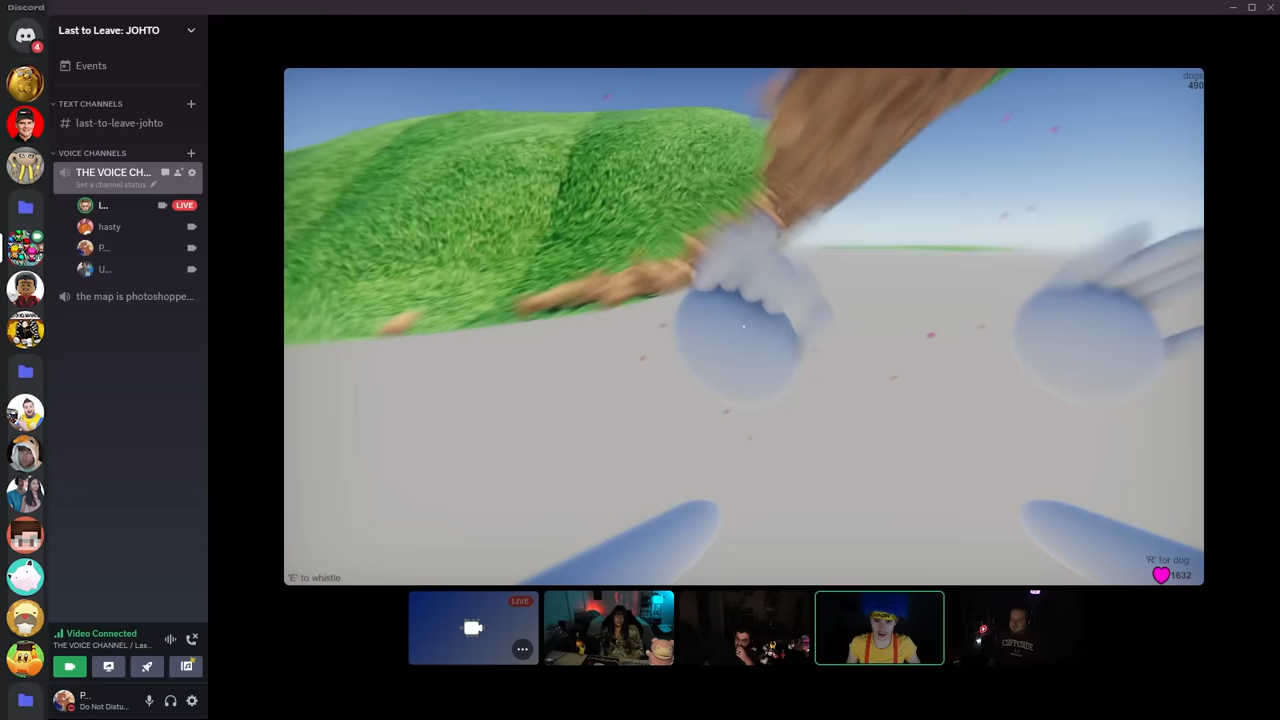 Discord
4
Last to Leave: JOHTO
Events
TEXT CHANNELS
last-to-leave-johto
VOICE CHANNELS
THE VOICE CH...
Set a channel status
L...
LIVE
hasty
P...
U...
the map is photoshoppe...
Video Connected
THE VOICE CHANNEL / Las...
P...
Do Not Distu...
dogs
490
'E' to whistle
'R' for dog
1632
LIVE